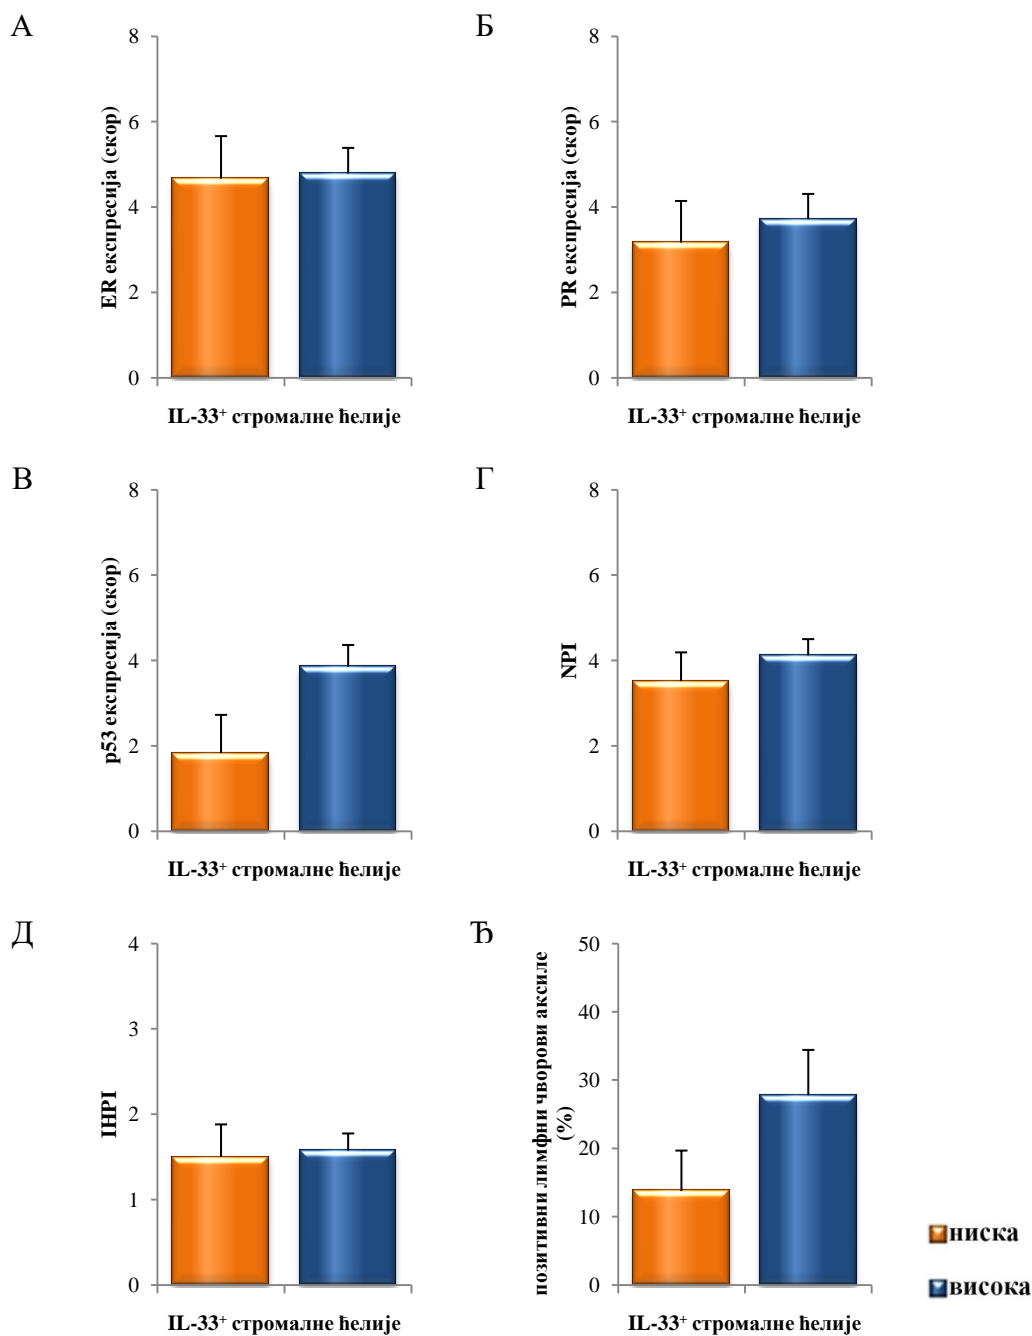 А
8
6
4
2
0
ER експресија (скор)
IL-33⁺ стромалне ћелије
Б
8
6
4
2
0
PR експресија (скор)
IL-33⁺ стромалне ћелије
В
8
6
4
2
0
p53 експресија (скор)
IL-33⁺ стромалне ћелије
Г
8
6
4
2
0
NPI
IL-33⁺ стромалне ћелије
Д
4
3
2
1
0
IHPI
IL-33⁺ стромалне ћелије
Ђ
50
40
30
20
10
0
позитивни лимфни чворови аксиле
(%)
IL-33⁺ стромалне ћелије
ниска
висока